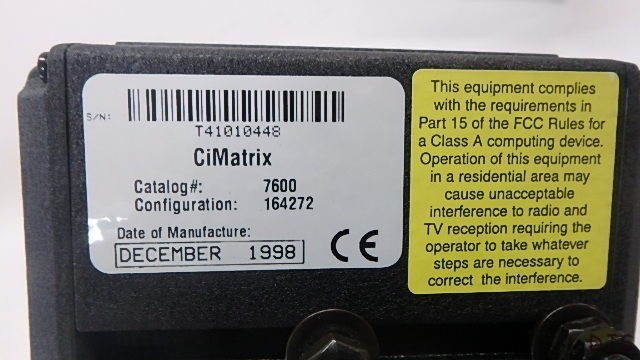 S/N:
T41010448
CiMatrix
Catalog#: 7600
Configuration: 164272
Date of Manufacture:
DECEMBER 1998
CE
This equipment complies
with the requirements in
Part 15 of the FCC Rules for
a Class A computing device.
Operation of this equipment
in a residential area may
cause unacceptable
interference to radio and
TV reception requiring the
operator to take whatever
steps are necessary to
correct the interference.